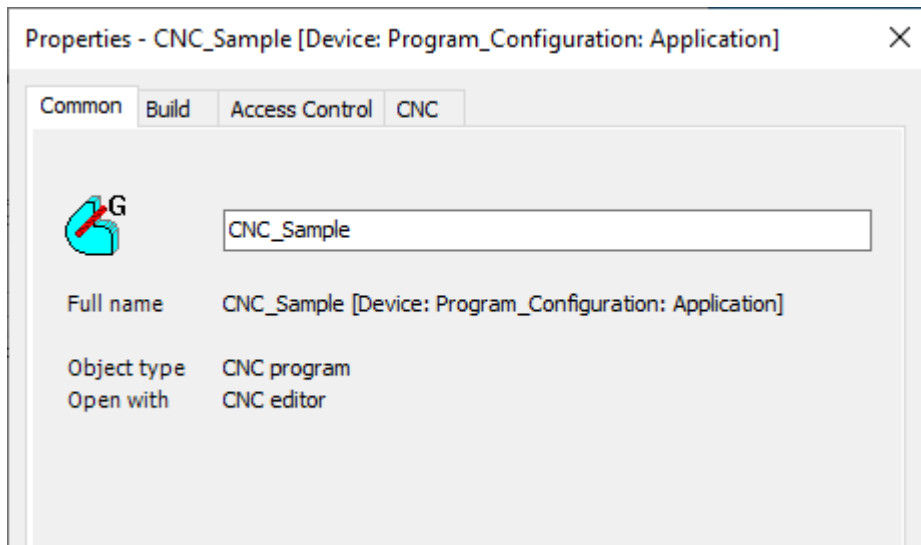 Properties - CNC_Sample [Device: Program_Configuration: Application]
Common Build Access Control CNC
G
CNC_Sample
Full name CNC_Sample [Device: Program_Configuration: Application]
Object type CNC program
Open with CNC editor